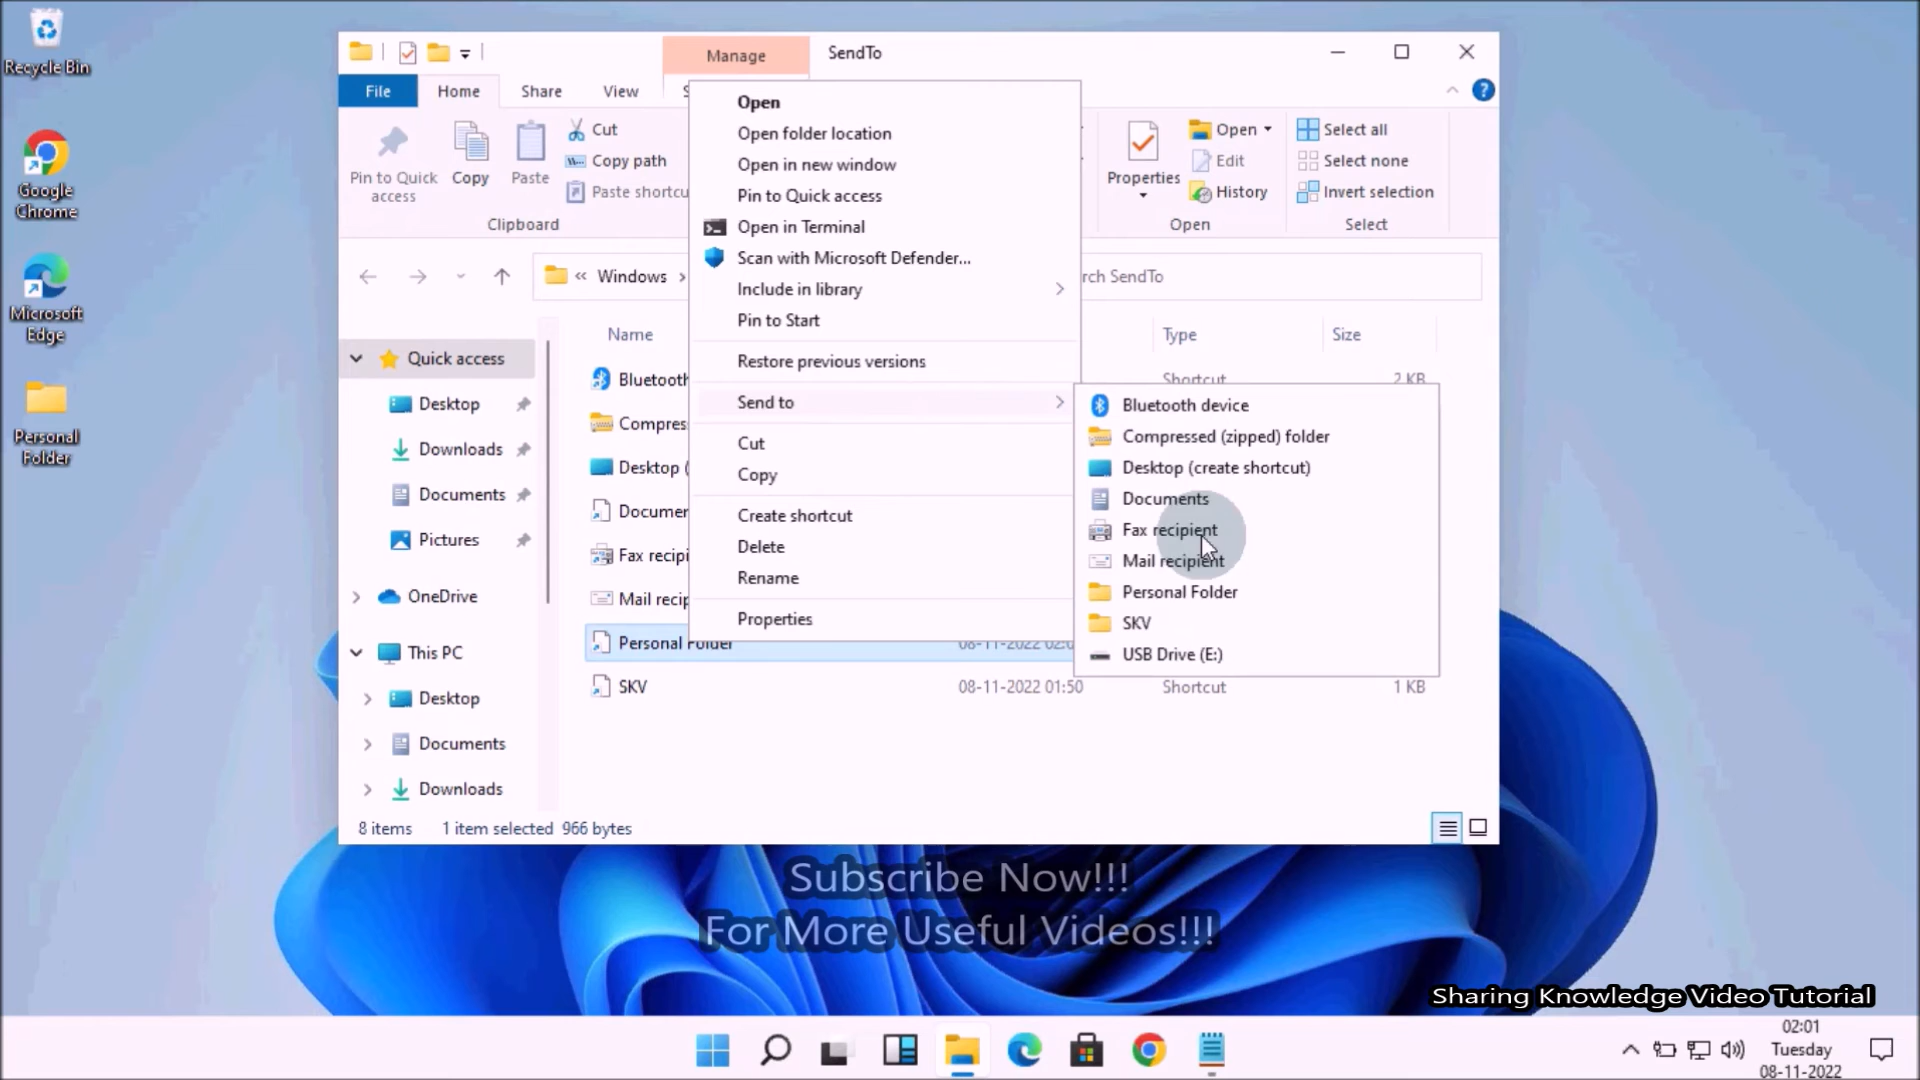 Recycle Bin
Google
Chrome
Microsoft
Edge
Personal
Folder
Manage
SendTo
File
Home
Share
View
Pin to Quick
access
Copy
Paste
Cut
Copy path
Paste shortcu
Clipboard
Properties
Open
Edit
History
Open
Select all
Select none
Invert selection
Select
« Windows >
rch SendTo
Name
Type
Size
Quick access
Desktop
Downloads
Documents
Pictures
OneDrive
This PC
Desktop
Documents
Downloads
Bluetooth
Shortcut
2 KB
Compres
Desktop (
Documen
Fax recipi
Mail recip
Personal Folder
08-11-2022 02:0
SKV
08-11-2022 01:50
Shortcut
1 KB
Open
Open folder location
Open in new window
Pin to Quick access
Open in Terminal
Scan with Microsoft Defender...
Include in library
Pin to Start
Restore previous versions
Send to
Cut
Copy
Create shortcut
Delete
Rename
Properties
Bluetooth device
Compressed (zipped) folder
Desktop (create shortcut)
Documents
Fax recipient
Mail recipient
Personal Folder
SKV
USB Drive (E:)
8 items
1 item selected 966 bytes
Subscribe Now!!!
For More Useful Videos!!!
Sharing Knowledge Video Tutorial
02:01
Tuesday
08-11-2022